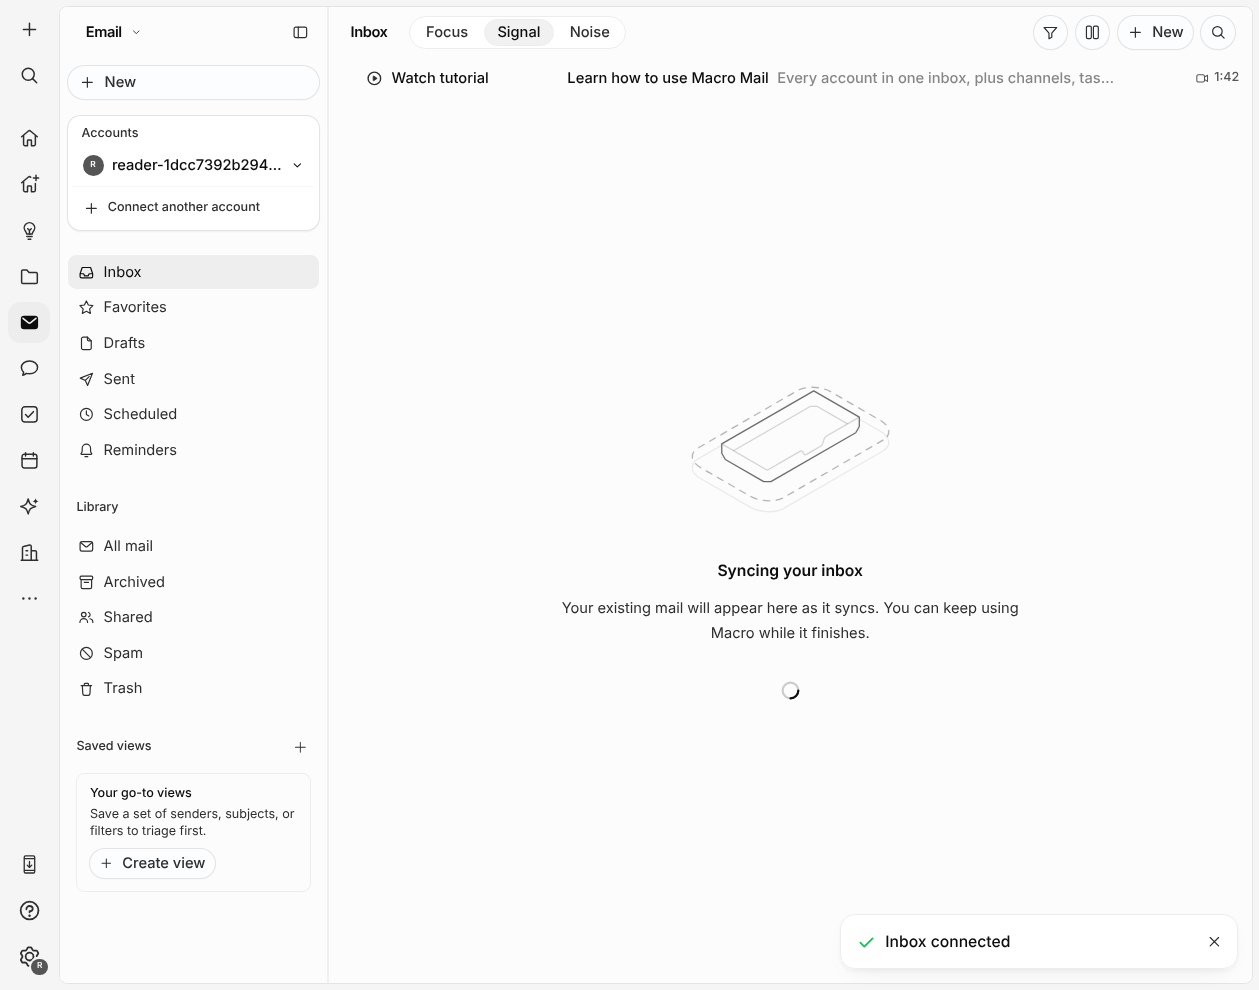 Email
New
Accounts
R
reader-1dcc7392b294...
Connect another account
Inbox
Favorites
Drafts
Sent
Scheduled
Reminders
Library
All mail
Archived
Shared
Spam
Trash
Saved views
Your go-to views
Save a set of senders, subjects, or
filters to triage first.
Create view
R
Inbox
Focus
Signal
Noise
New
Watch tutorial
Learn how to use Macro Mail Every account in one inbox, plus channels, tas...
1:42
Syncing your inbox
Your existing mail will appear here as it syncs. You can keep using
Macro while it finishes.
Inbox connected